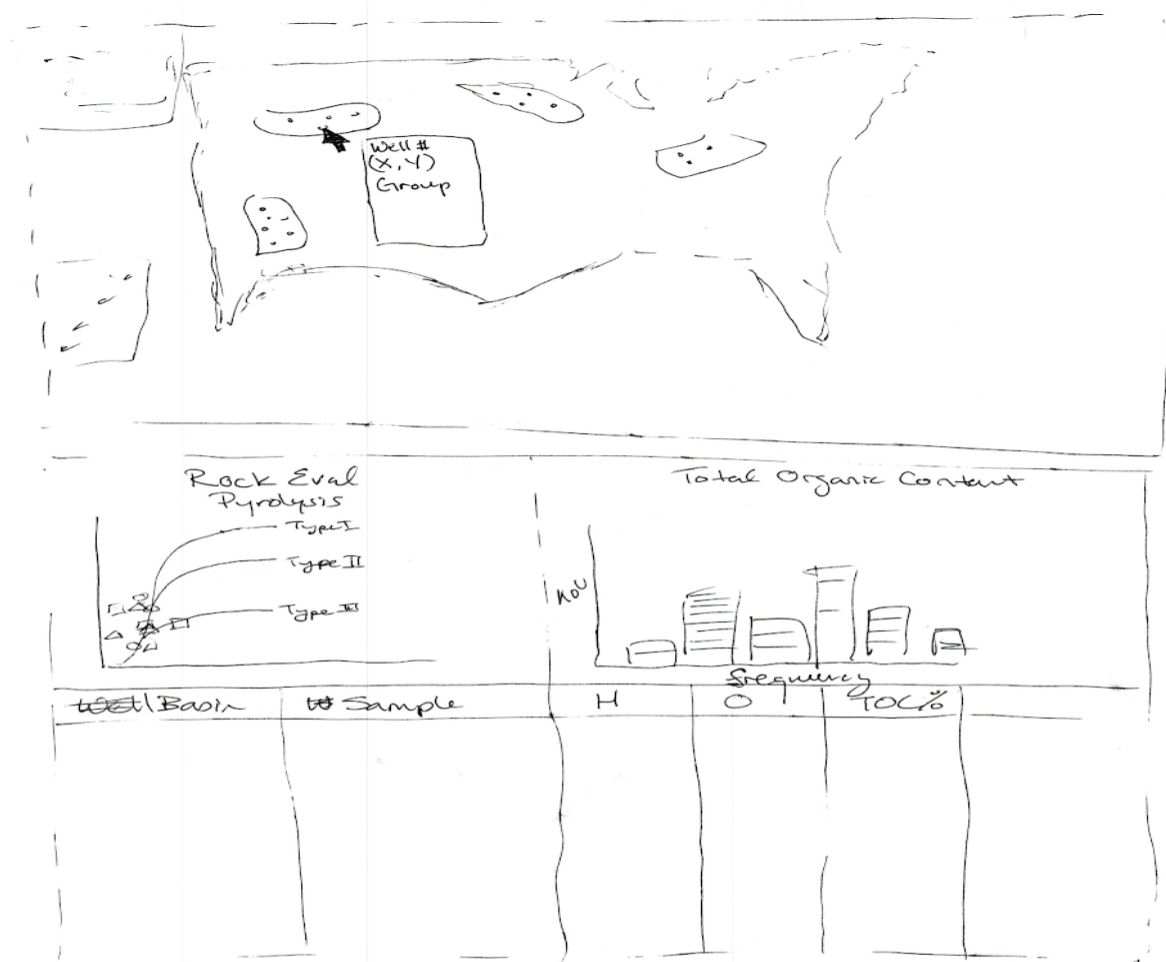 Well #
(X, Y)
Group
Rock Eval
Pyrolysis
Type I
Type II
Type III
Total Organic Content
frequency
Basin
Sample
H
O
TOC%